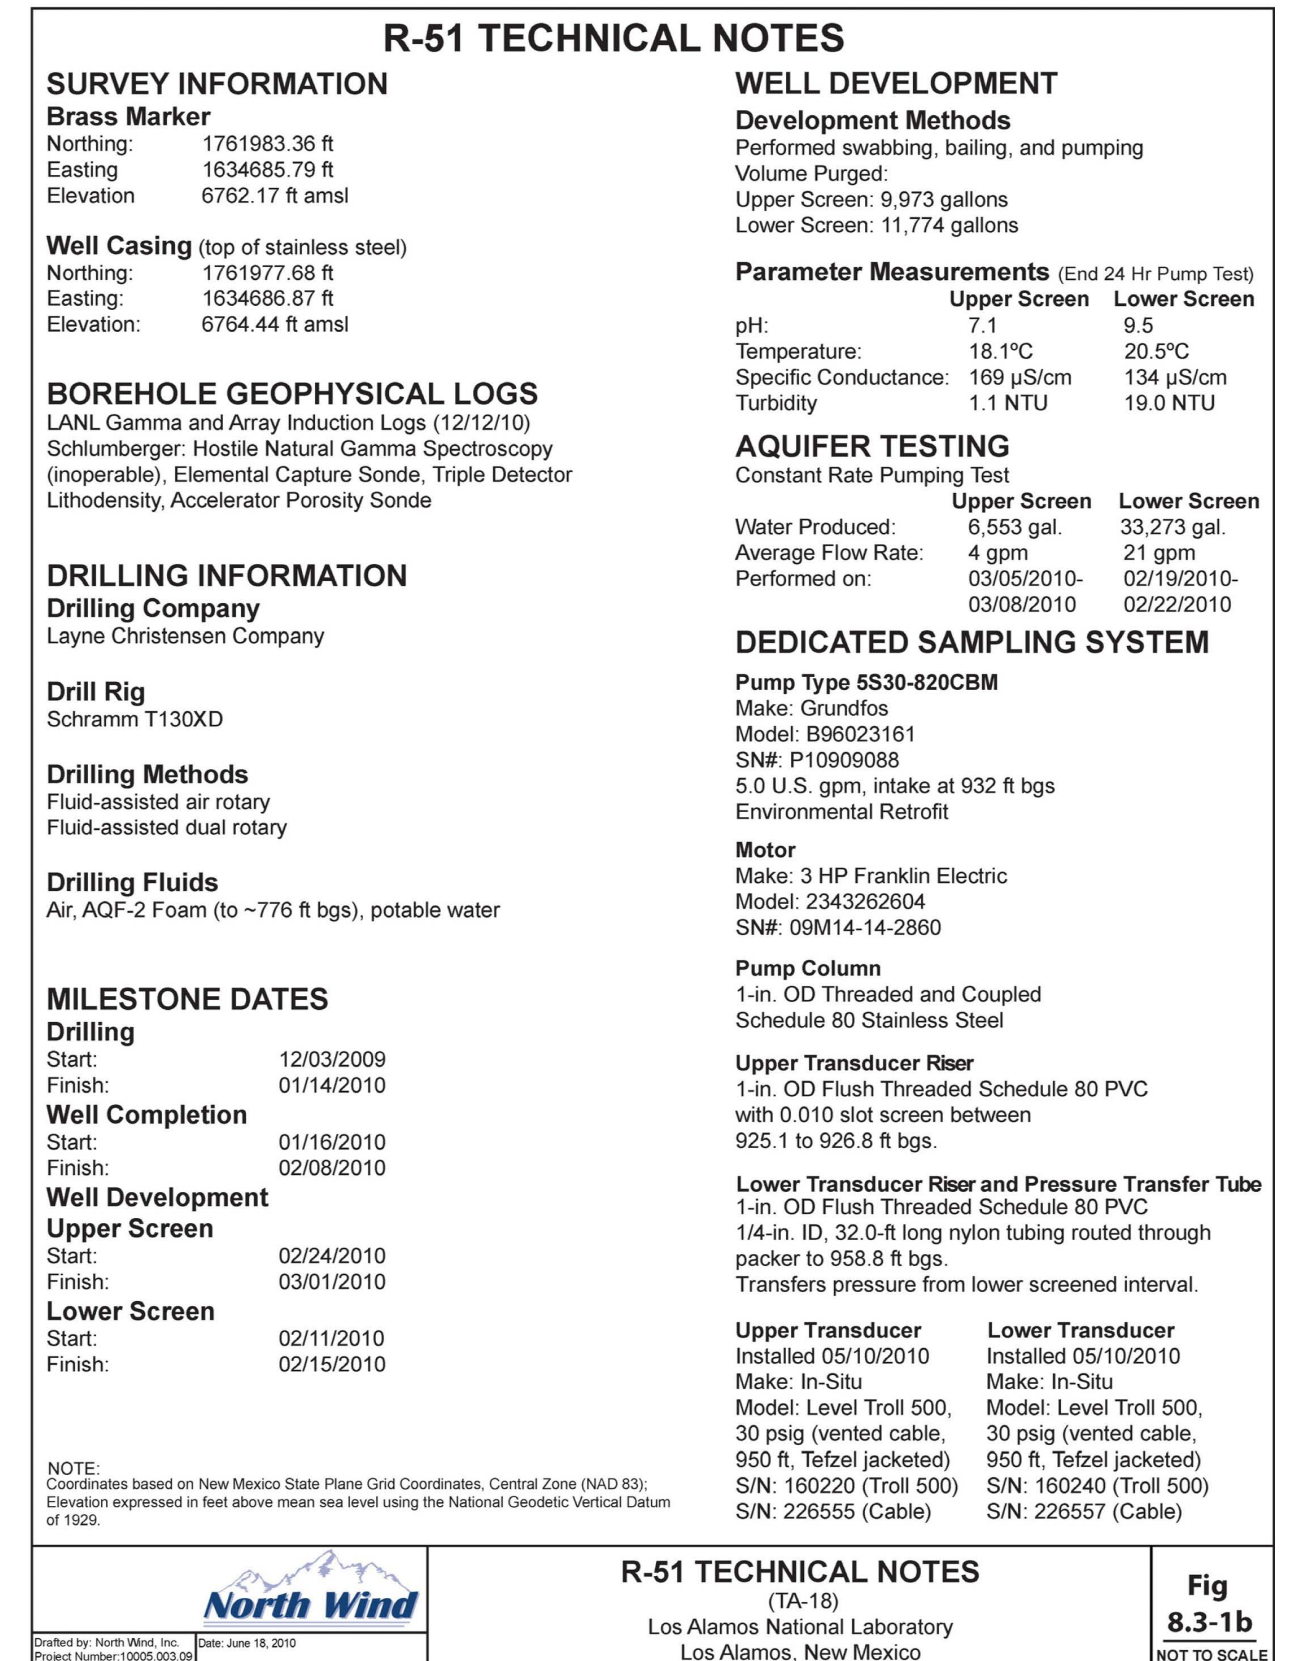 R-51 TECHNICAL NOTES
SURVEY INFORMATION
Brass Marker
Northing: 1761983.36 ft
Easting 1634685.79 ft
Elevation 6762.17 ft amsl
Well Casing (top of stainless steel)
Northing: 1761977.68 ft
Easting: 1634686.87 ft
Elevation: 6764.44 ft amsl
BOREHOLE GEOPHYSICAL LOGS
LANL Gamma and Array Induction Logs (12/12/10)
Schlumberger: Hostile Natural Gamma Spectroscopy
(inoperable), Elemental Capture Sonde, Triple Detector
Lithodensity, Accelerator Porosity Sonde
DRILLING INFORMATION
Drilling Company
Layne Christensen Company
Drill Rig
Schramm T130XD
Drilling Methods
Fluid-assisted air rotary
Fluid-assisted dual rotary
Drilling Fluids
Air, AQF-2 Foam (to ~776 ft bgs), potable water
MILESTONE DATES
Drilling
Start: 12/03/2009
Finish: 01/14/2010
Well Completion
Start: 01/16/2010
Finish: 02/08/2010
Well Development
Upper Screen
Start: 02/24/2010
Finish: 03/01/2010
Lower Screen
Start: 02/11/2010
Finish: 02/15/2010
NOTE:
Coordinates based on New Mexico State Plane Grid Coordinates, Central Zone (NAD 83);
Elevation expressed in feet above mean sea level using the National Geodetic Vertical Datum
of 1929.
WELL DEVELOPMENT
Development Methods
Performed swabbing, bailing, and pumping
Volume Purged:
Upper Screen: 9,973 gallons
Lower Screen: 11,774 gallons
Parameter Measurements (End 24 Hr Pump Test)
Upper Screen Lower Screen
pH: 7.1 9.5
Temperature: 18.1ºC 20.5ºC
Specific Conductance: 169 µS/cm 134 µS/cm
Turbidity 1.1 NTU 19.0 NTU
AQUIFER TESTING
Constant Rate Pumping Test
Upper Screen Lower Screen
Water Produced: 6,553 gal. 33,273 gal.
Average Flow Rate: 4 gpm 21 gpm
Performed on: 03/05/2010- 02/19/2010-
03/08/2010 02/22/2010
DEDICATED SAMPLING SYSTEM
Pump Type 5S30-820CBM
Make: Grundfos
Model: B96023161
SN#: P10909088
5.0 U.S. gpm, intake at 932 ft bgs
Environmental Retrofit
Motor
Make: 3 HP Franklin Electric
Model: 2343262604
SN#: 09M14-14-2860
Pump Column
1-in. OD Threaded and Coupled
Schedule 80 Stainless Steel
Upper Transducer Riser
1-in. OD Flush Threaded Schedule 80 PVC
with 0.010 slot screen between
925.1 to 926.8 ft bgs.
Lower Transducer Riser and Pressure Transfer Tube
1-in. OD Flush Threaded Schedule 80 PVC
1/4-in. ID, 32.0-ft long nylon tubing routed through
packer to 958.8 ft bgs.
Transfers pressure from lower screened interval.
Upper Transducer Lower Transducer
Installed 05/10/2010 Installed 05/10/2010
Make: In-Situ Make: In-Situ
Model: Level Troll 500, Model: Level Troll 500,
30 psig (vented cable, 30 psig (vented cable,
950 ft, Tefzel jacketed) 950 ft, Tefzel jacketed)
S/N: 160220 (Troll 500) S/N: 160240 (Troll 500)
S/N: 226555 (Cable) S/N: 226557 (Cable)
North Wind
Drafted by: North Wind, Inc. Date: June 18, 2010
Project Number:10005.003.09
R-51 TECHNICAL NOTES
(TA-18)
Los Alamos National Laboratory
Los Alamos, New Mexico
Fig
8.3-1b
NOT TO SCALE